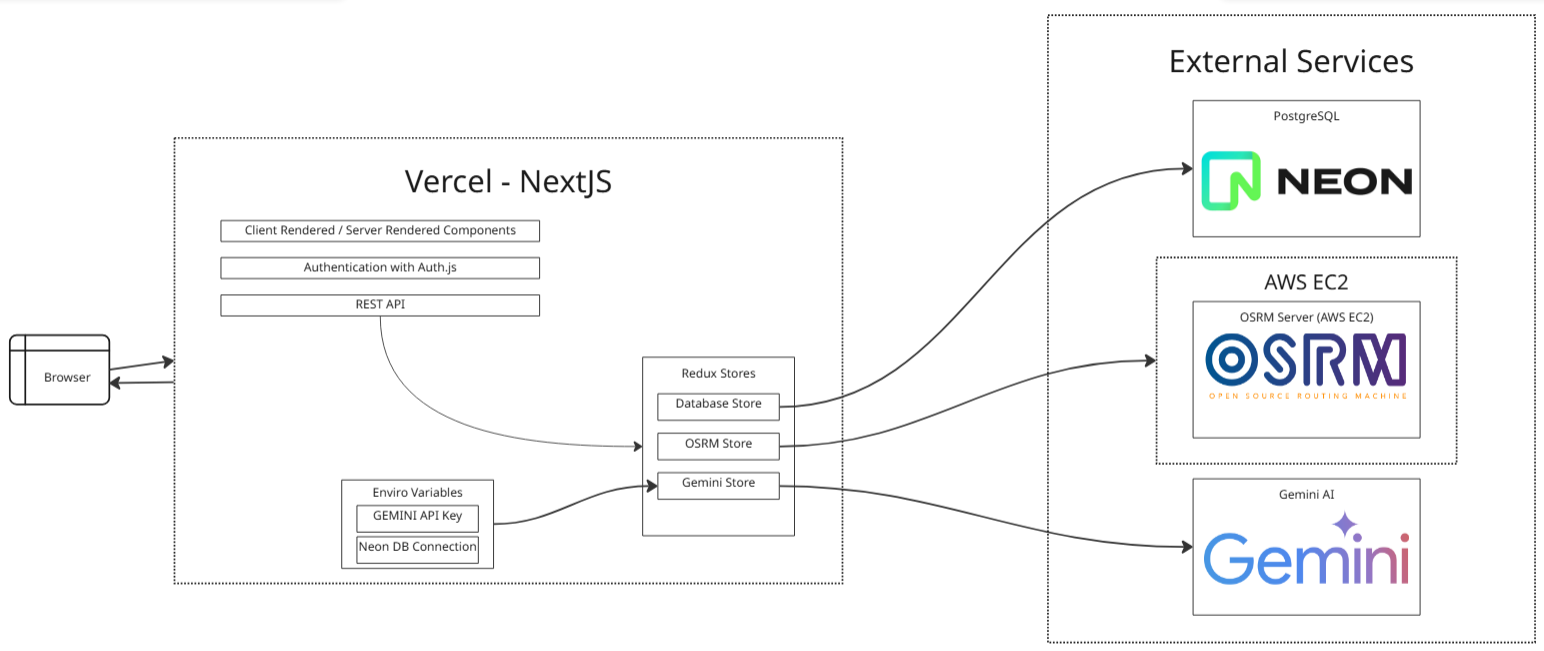 External Services
PostgreSQL
NEON
Vercel - NextJS
Client Rendered / Server Rendered Components
Authentication with Auth.js
REST API
AWS EC2
OSRM Server (AWS EC2)
OSRM
OPEN SOURCE ROUTING MACHINE
Browser
Redux Stores
Database Store
OSRM Store
Gemini Store
Enviro Variables
GEMINI API Key
Neon DB Connection
Gemini AI
Gemini